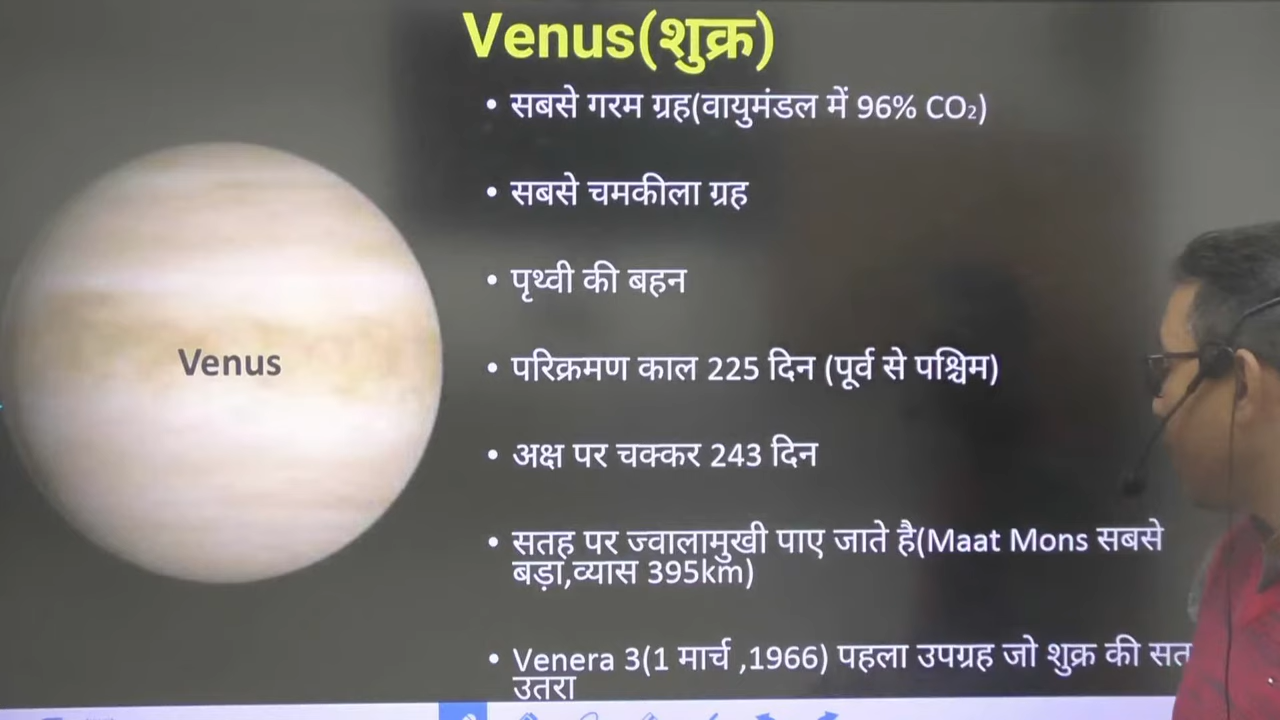 Venus(शुक्र)
• सबसे गरम ग्रह(वायुमंडल में 96% CO₂)
• सबसे चमकीला ग्रह
• पृथ्वी की बहन
Venus
• परिक्रमण काल 225 दिन (पूर्व से पश्चिम)
• अक्ष पर चक्कर 243 दिन
• सतह पर ज्वालामुखी पाए जाते है(Maat Mons सबसे
बड़ा,व्यास 395km)
• Venera 3(1 मार्च ,1966) पहला उपग्रह जो शुक्र की
उतरा